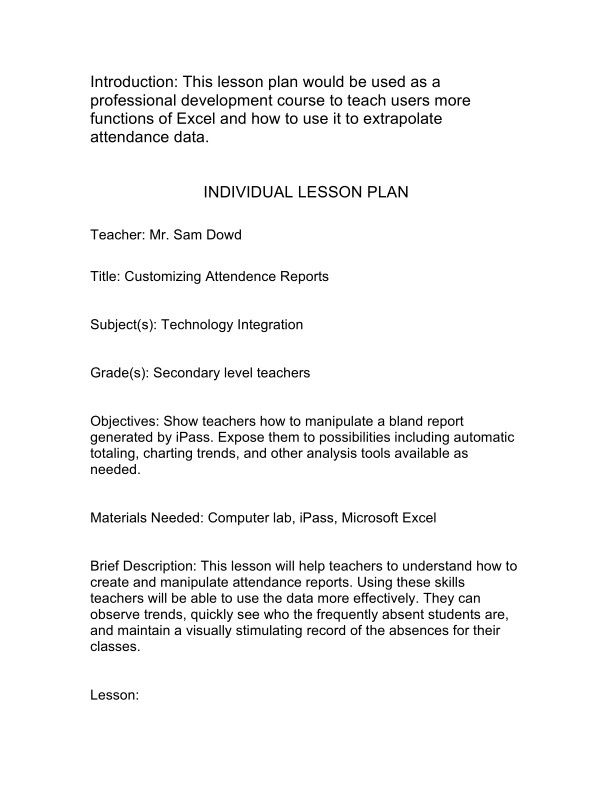 Introduction: This lesson plan would be used as a
professional development course to teach users more
functions of Excel and how to use it to extrapolate
attendance data.
INDIVIDUAL LESSON PLAN
Teacher: Mr. Sam Dowd
Title: Customizing Attendence Reports
Subject(s): Technology Integration
Grade(s): Secondary level teachers
Objectives: Show teachers how to manipulate a bland report
generated by iPass. Expose them to possibilities including automatic
totaling, charting trends, and other analysis tools available as
needed.
Materials Needed: Computer lab, iPass, Microsoft Excel
Brief Description: This lesson will help teachers to understand how to
create and manipulate attendance reports. Using these skills
teachers will be able to use the data more effectively. They can
observe trends, quickly see who the frequently absent students are,
and maintain a visually stimulating record of the absences for their
classes.
Lesson: